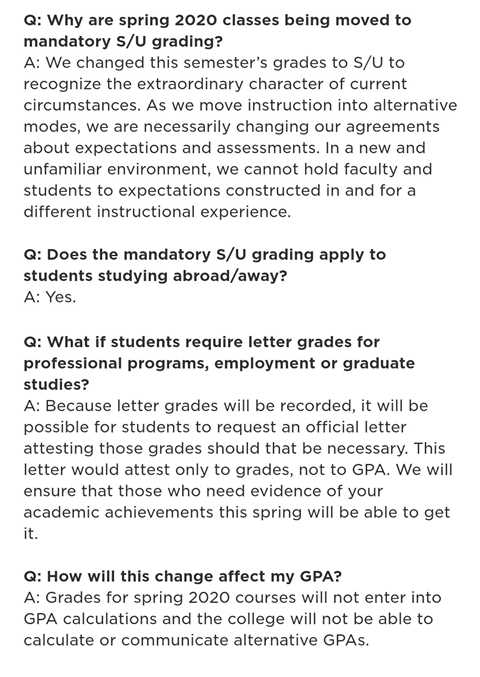 Q: Why are spring 2020 classes being moved to
mandatory S/U grading?
A: We changed this semester’s grades to S/U to
recognize the extraordinary character of current
circumstances. As we move instruction into alternative
modes, we are necessarily changing our agreements
about expectations and assessments. In a new and
unfamiliar environment, we cannot hold faculty and
students to expectations constructed in and for a
different instructional experience.
Q: Does the mandatory S/U grading apply to
students studying abroad/away?
A: Yes.
Q: What if students require letter grades for
professional programs, employment or graduate
studies?
A: Because letter grades will be recorded, it will be
possible for students to request an official letter
attesting those grades should that be necessary. This
letter would attest only to grades, not to GPA. We will
ensure that those who need evidence of your
academic achievements this spring will be able to get
it.
Q: How will this change affect my GPA?
A: Grades for spring 2020 courses will not enter into
GPA calculations and the college will not be able to
calculate or communicate alternative GPAs.